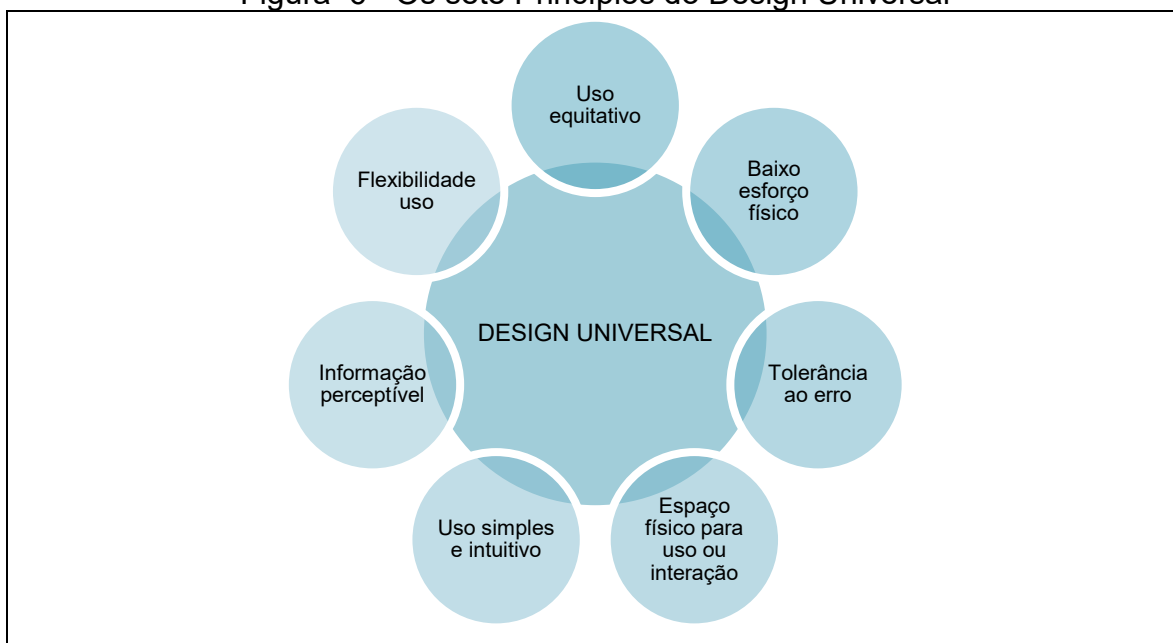 Figura - Os sete Princípios do Design Universal
Uso
equitativo
Baixo
esforço
físico
Flexibilidade
uso
DESIGN UNIVERSAL
Informação
perceptível
Tolerância
ao erro
Uso simples
e intuitivo
Espaço
físico para
uso ou
interação